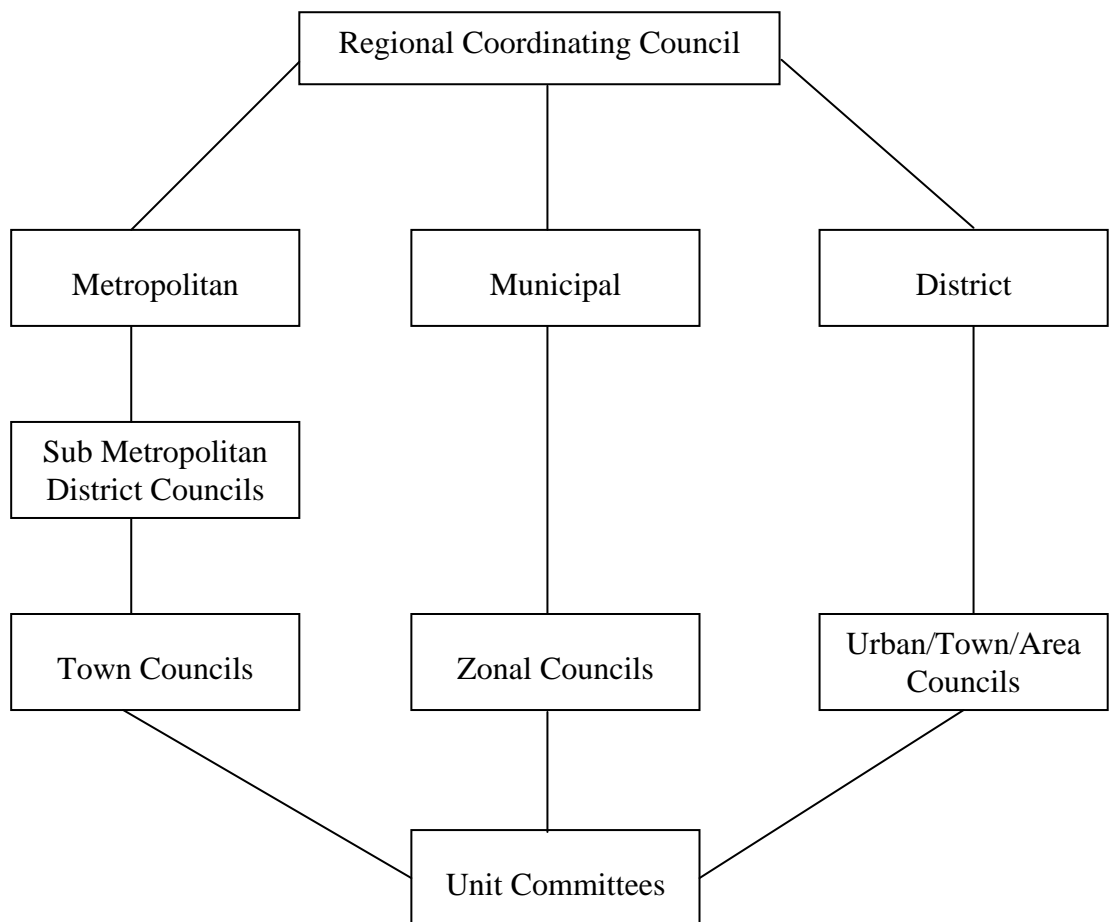 Regional Coordinating Council
Metropolitan
Municipal
District
Sub Metropolitan
District Councils
Town Councils
Zonal Councils
Urban/Town/Area
Councils
Unit Committees